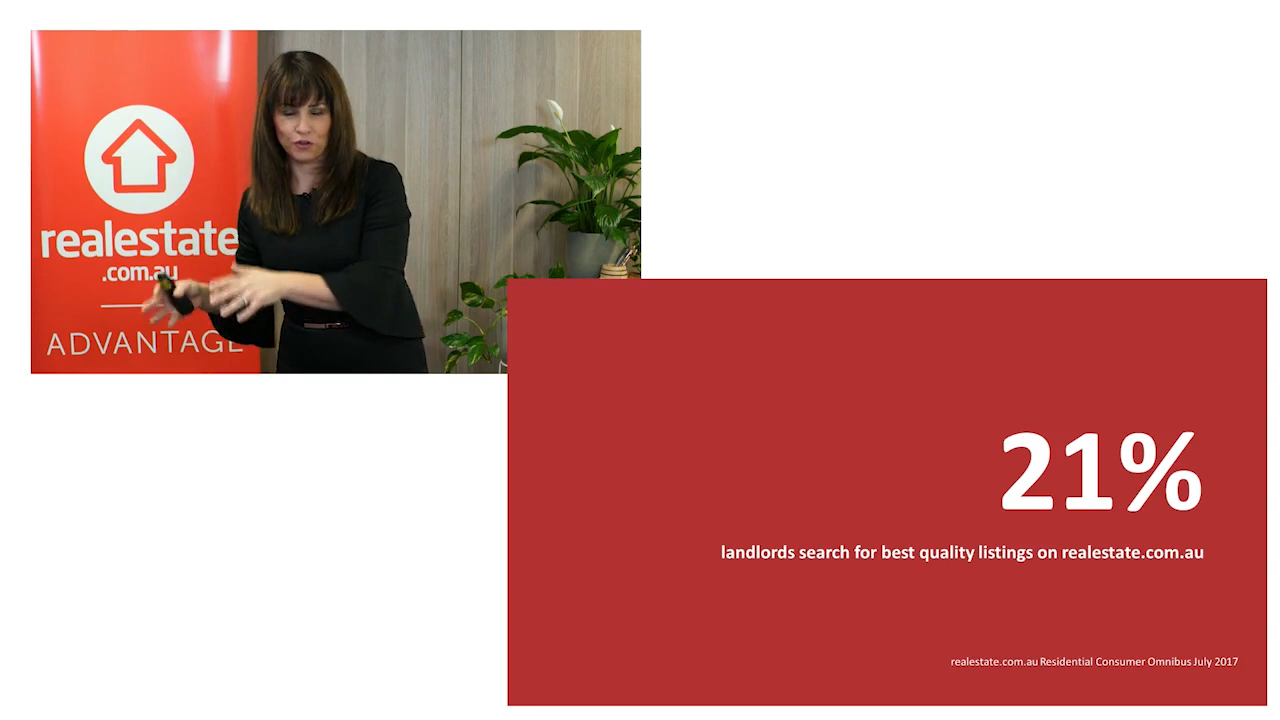 realestate
.com.au
ADVANTAGE
21%
landlords search for best quality listings on realestate.com.au
realestate.com.au Residential Consumer Omnibus July 2017